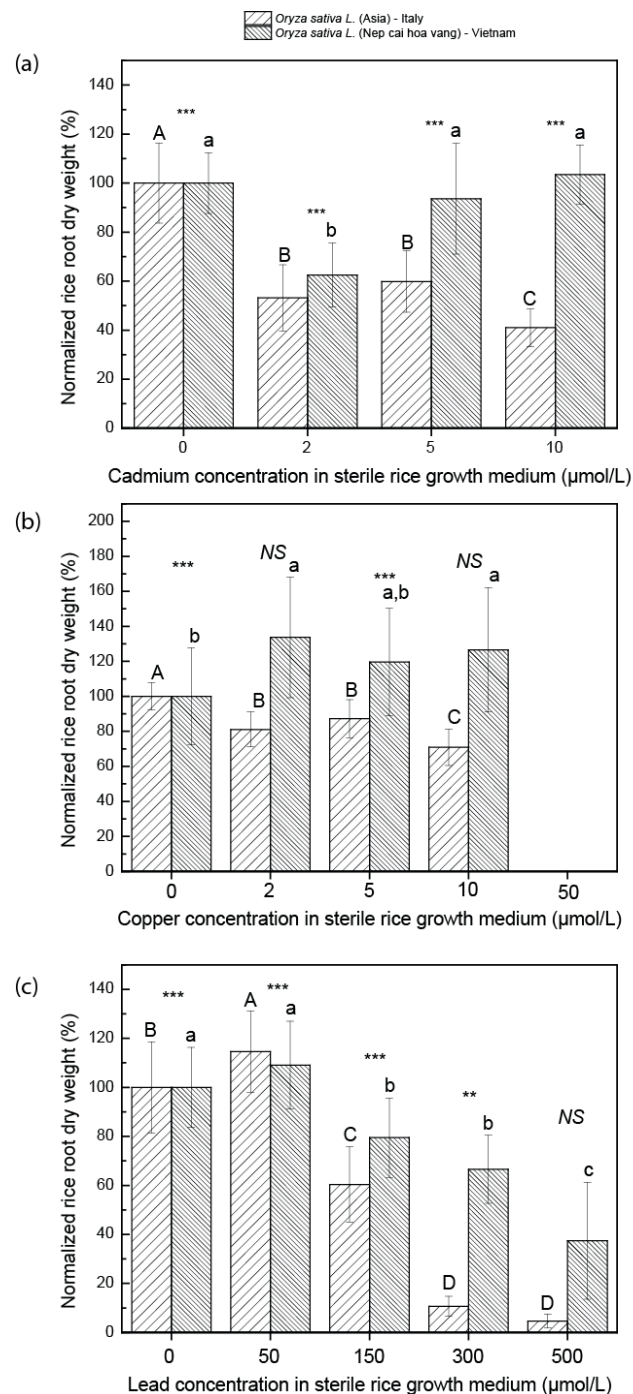 Oryza sativa L. (Asia) - Italy
Oryza sativa L. (Nep cai hoa vang) - Vietnam
(a)
Normalized rice root dry weight (%)
140
120
100
80
60
40
20
0
***
A
a
***
B
b
***
B
a
***
C
a
0 2 5 10
Cadmium concentration in sterile rice growth medium (µmol/L)
(b)
Normalized rice root dry weight (%)
200
180
160
140
120
100
80
60
40
20
0
***
A
b
NS
B
a
***
B
a,b
NS
C
a
0 2 5 10 50
Copper concentration in sterile rice growth medium (µmol/L)
(c)
Normalized rice root dry weight (%)
140
120
100
80
60
40
20
0
***
B
a
***
A
a
***
C
b
**
D
b
NS
D
c
0 50 150 300 500
Lead concentration in sterile rice growth medium (µmol/L)